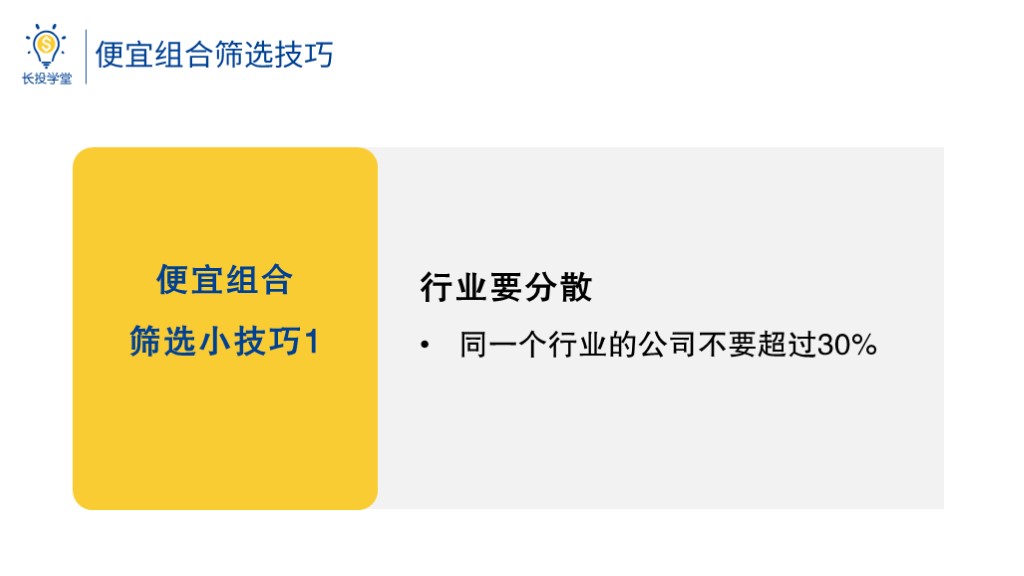 长投学堂
便宜组合筛选技巧
便宜组合
筛选小技巧1
行业要分散
• 同一个行业的公司不要超过30%